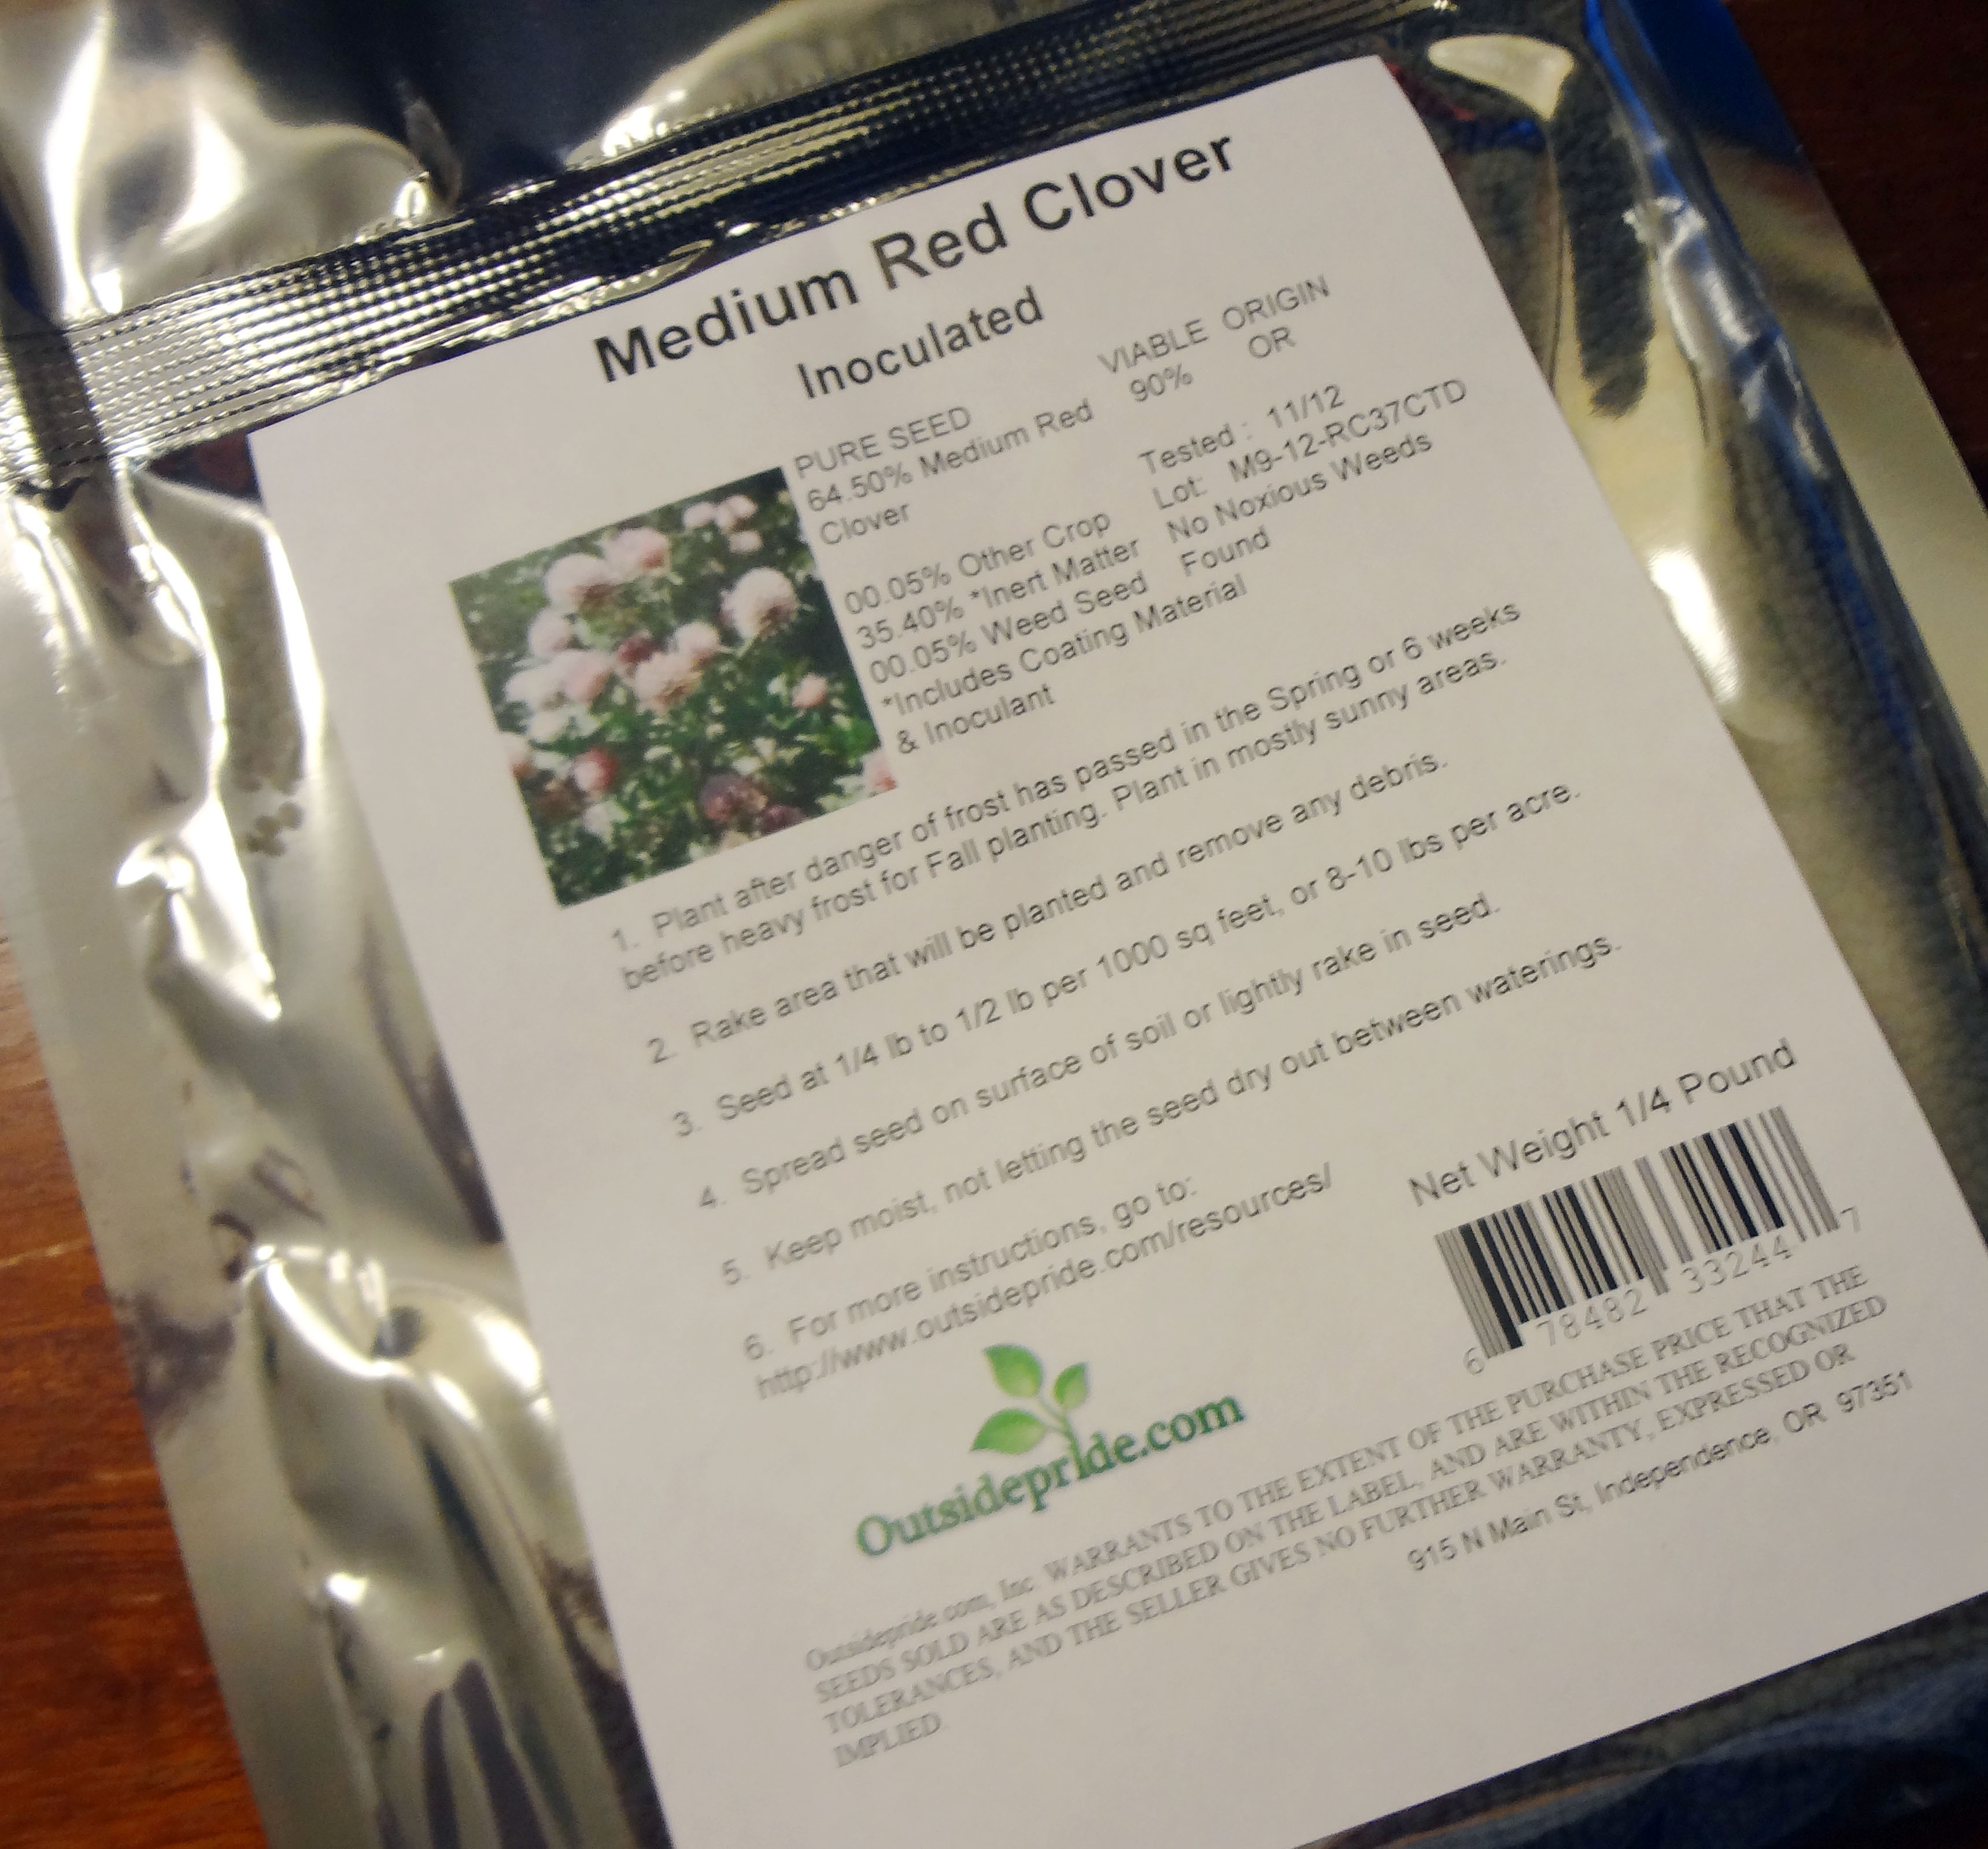 Medium Red Clover
Inoculated
PURE SEED VIABLE ORIGIN
64.50% Medium Red 90% OR
Clover
Tested : 11/12
00.05% Other Crop Lot: M9-12-RC37CTD
35.40% *Inert Matter No Noxious Weeds
00.05% Weed Seed Found
*Includes Coating Material
& Inoculant
1. Plant after danger of frost has passed in the Spring or 6 weeks
before heavy frost for Fall planting. Plant in mostly sunny areas.
2. Rake area that will be planted and remove any debris.
3. Seed at 1/4 lb to 1/2 lb per 1000 sq feet, or 8-10 lbs per acre.
4. Spread seed on surface of soil or lightly rake in seed.
5. Keep moist, not letting the seed dry out between waterings.
6. For more instructions, go to:
http://www.outsidepride.com/resources/
Net Weight 1/4 Pound
6 78482 33244 7
Outsidepride.com
Outsidepride.com, Inc WARRANTS TO THE EXTENT OF THE PURCHASE PRICE THAT THE
SEEDS SOLD ARE AS DESCRIBED ON THE LABEL, AND ARE WITHIN THE RECOGNIZED
TOLERANCES, AND THE SELLER GIVES NO FURTHER WARRANTY, EXPRESSED OR
IMPLIED
915 N Main St, Independence, OR 97351